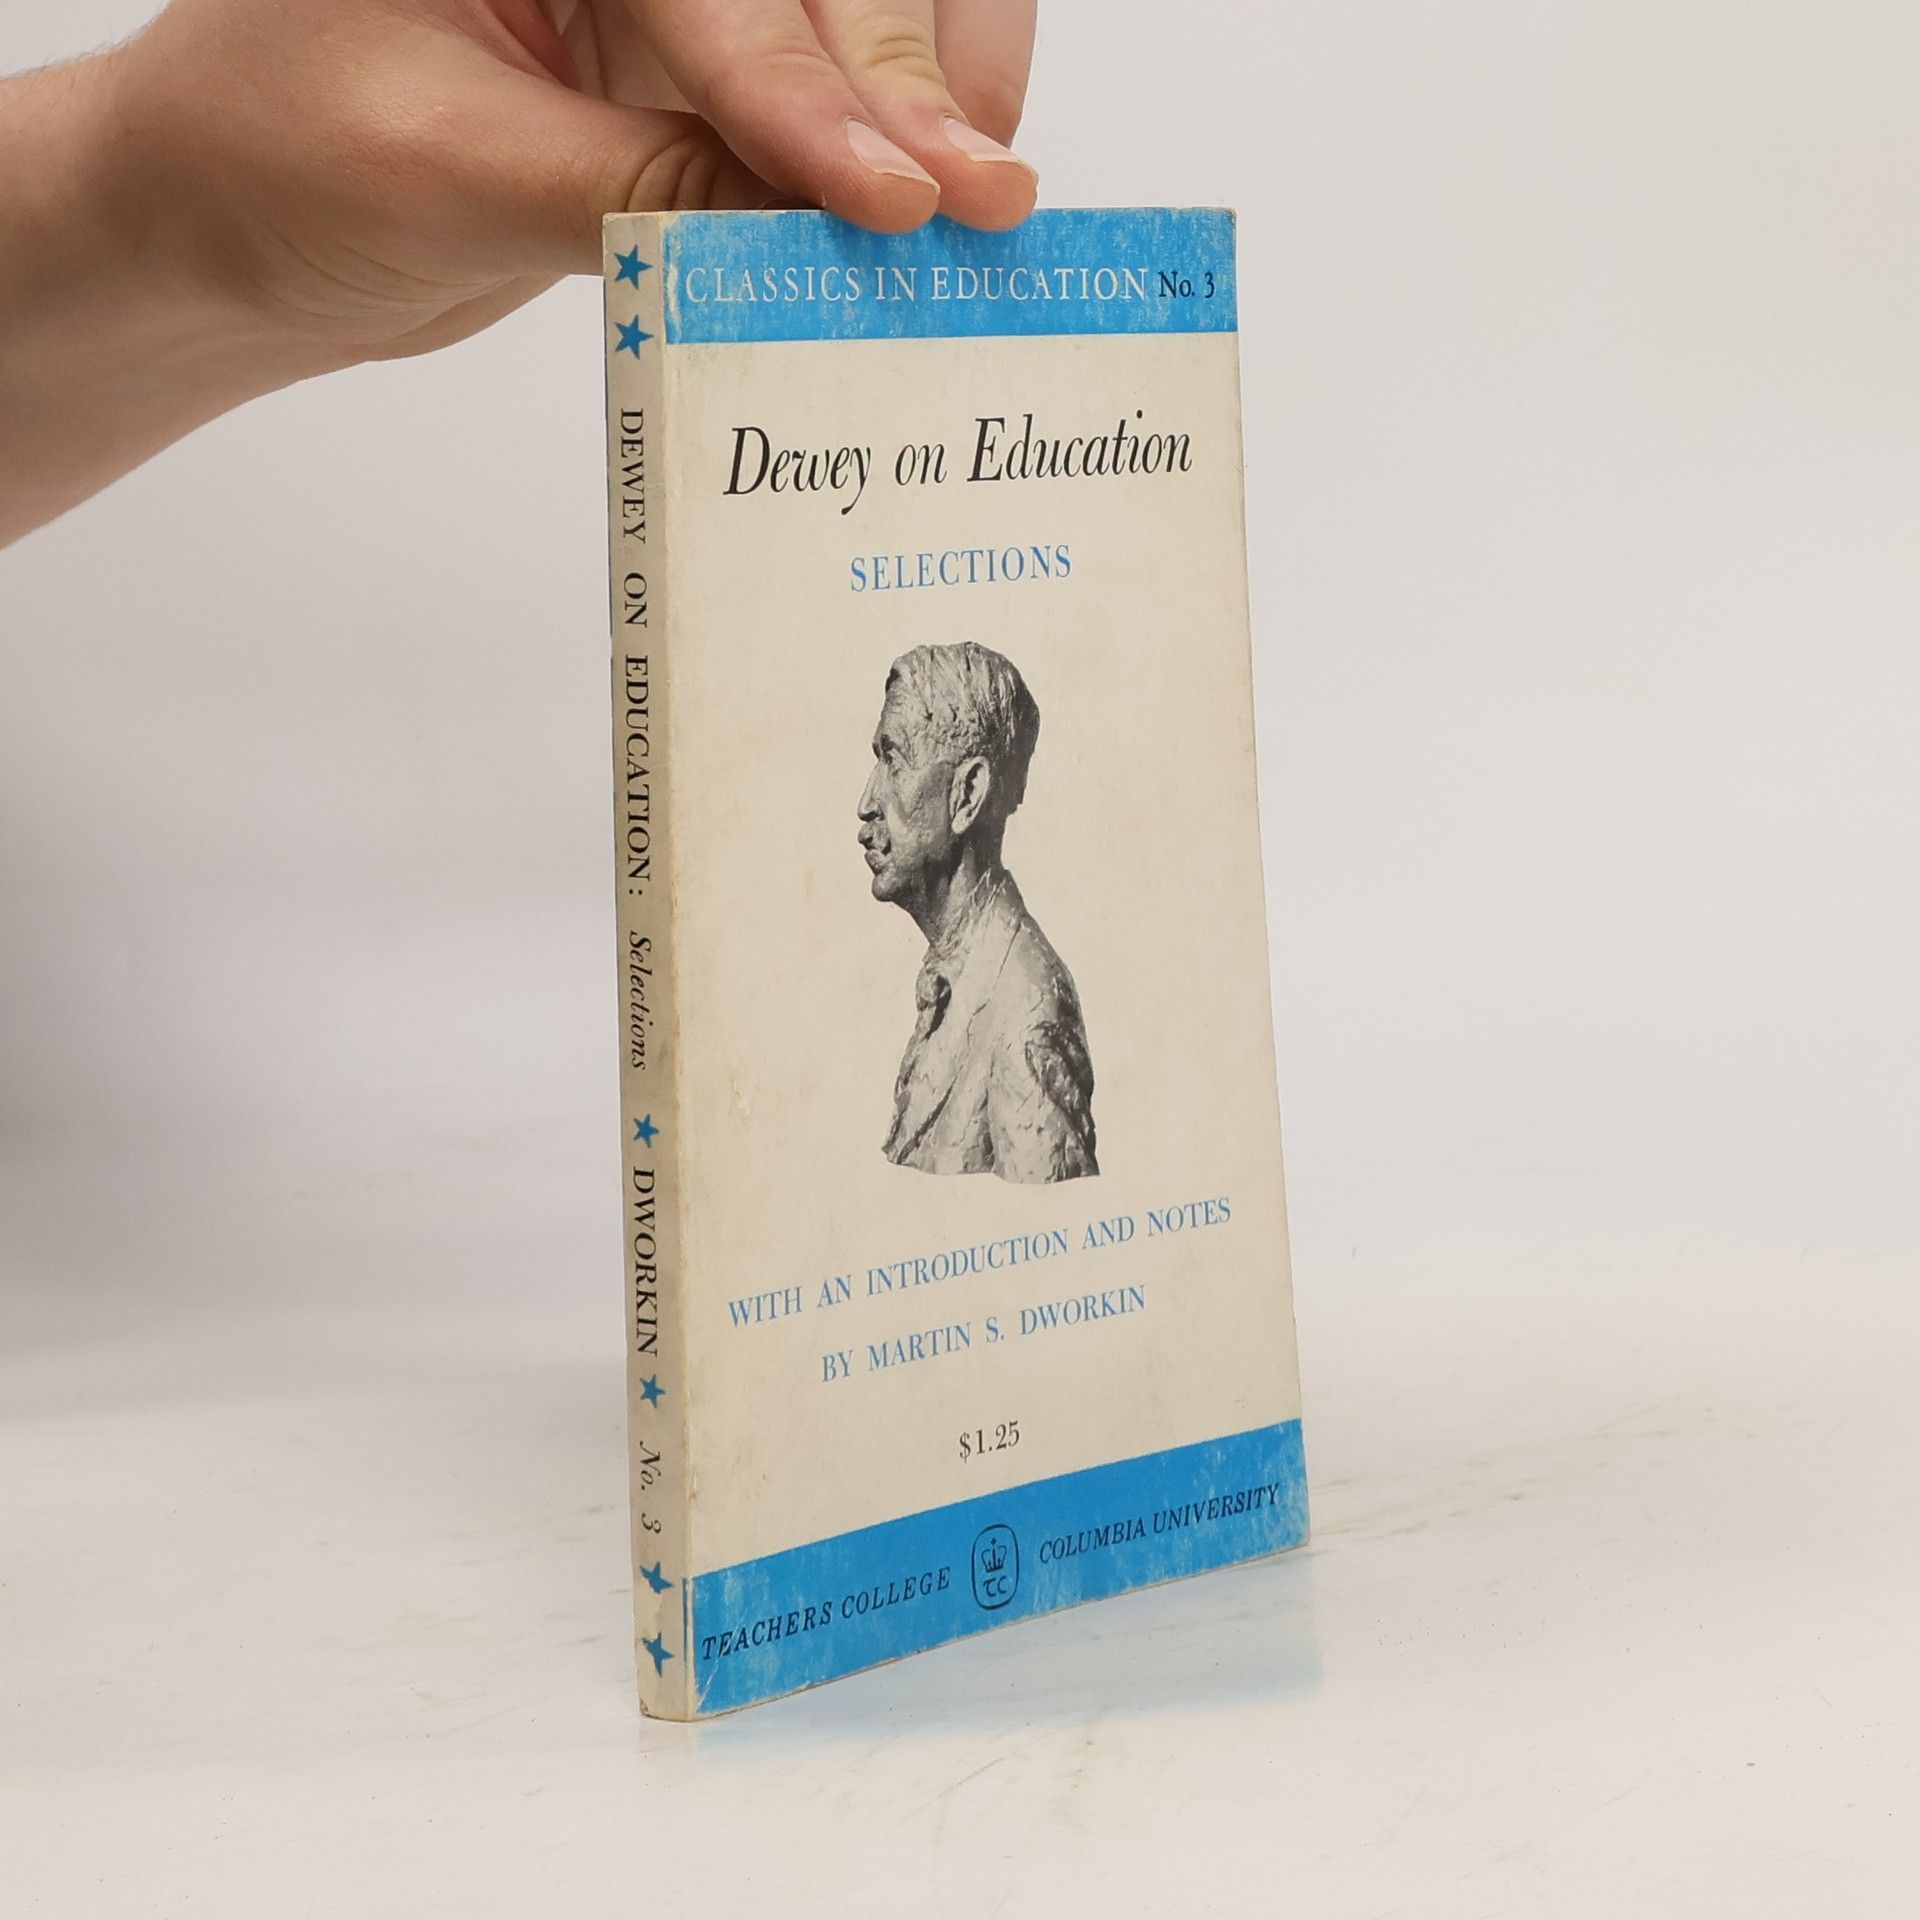 CLASSICS IN EDUCATION No. 3
Dewey on Education
SELECTIONS
WITH AN INTRODUCTION AND NOTES
BY MARTIN S. DWORKIN
$1.25
TEACHERS COLLEGE TC COLUMBIA UNIVERSITY
DEWEY ON EDUCATION: Selections ★ DWORKIN ★ No. 3